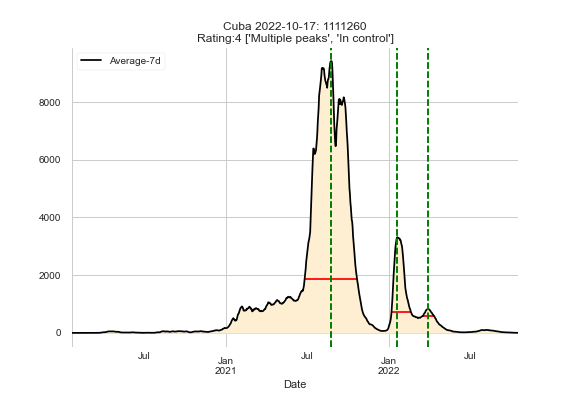 Cuba 2022-10-17: 1111260
Rating:4 ['Multiple peaks', 'In control']
Average-7d
8000
6000
4000
2000
0
Jul
Jan
2021
Jul
Jan
2022
Jul
Date